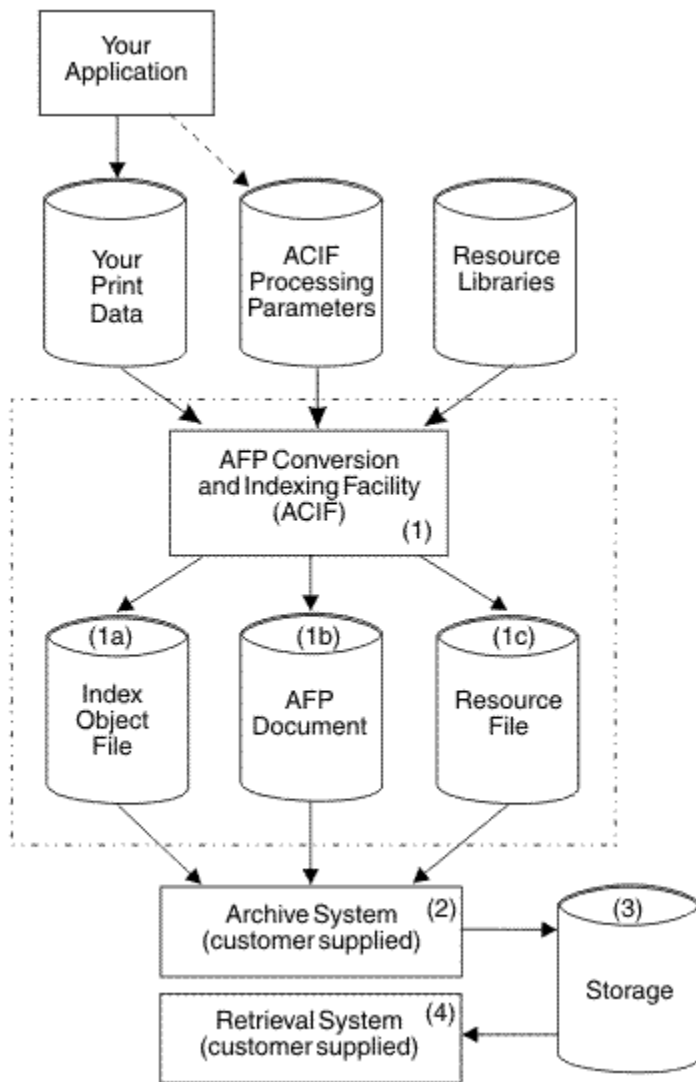 Your
Application
Your
Print
Data
ACIF
Processing
Parameters
Resource
Libraries
AFP Conversion
and Indexing Facility
(ACIF)
(1)
(1a)
Index
Object
File
(1b)
AFP
Document
(1c)
Resource
File
Archive System
(customer supplied)
(2)
(3)
Storage
Retrieval System
(customer supplied)
(4)